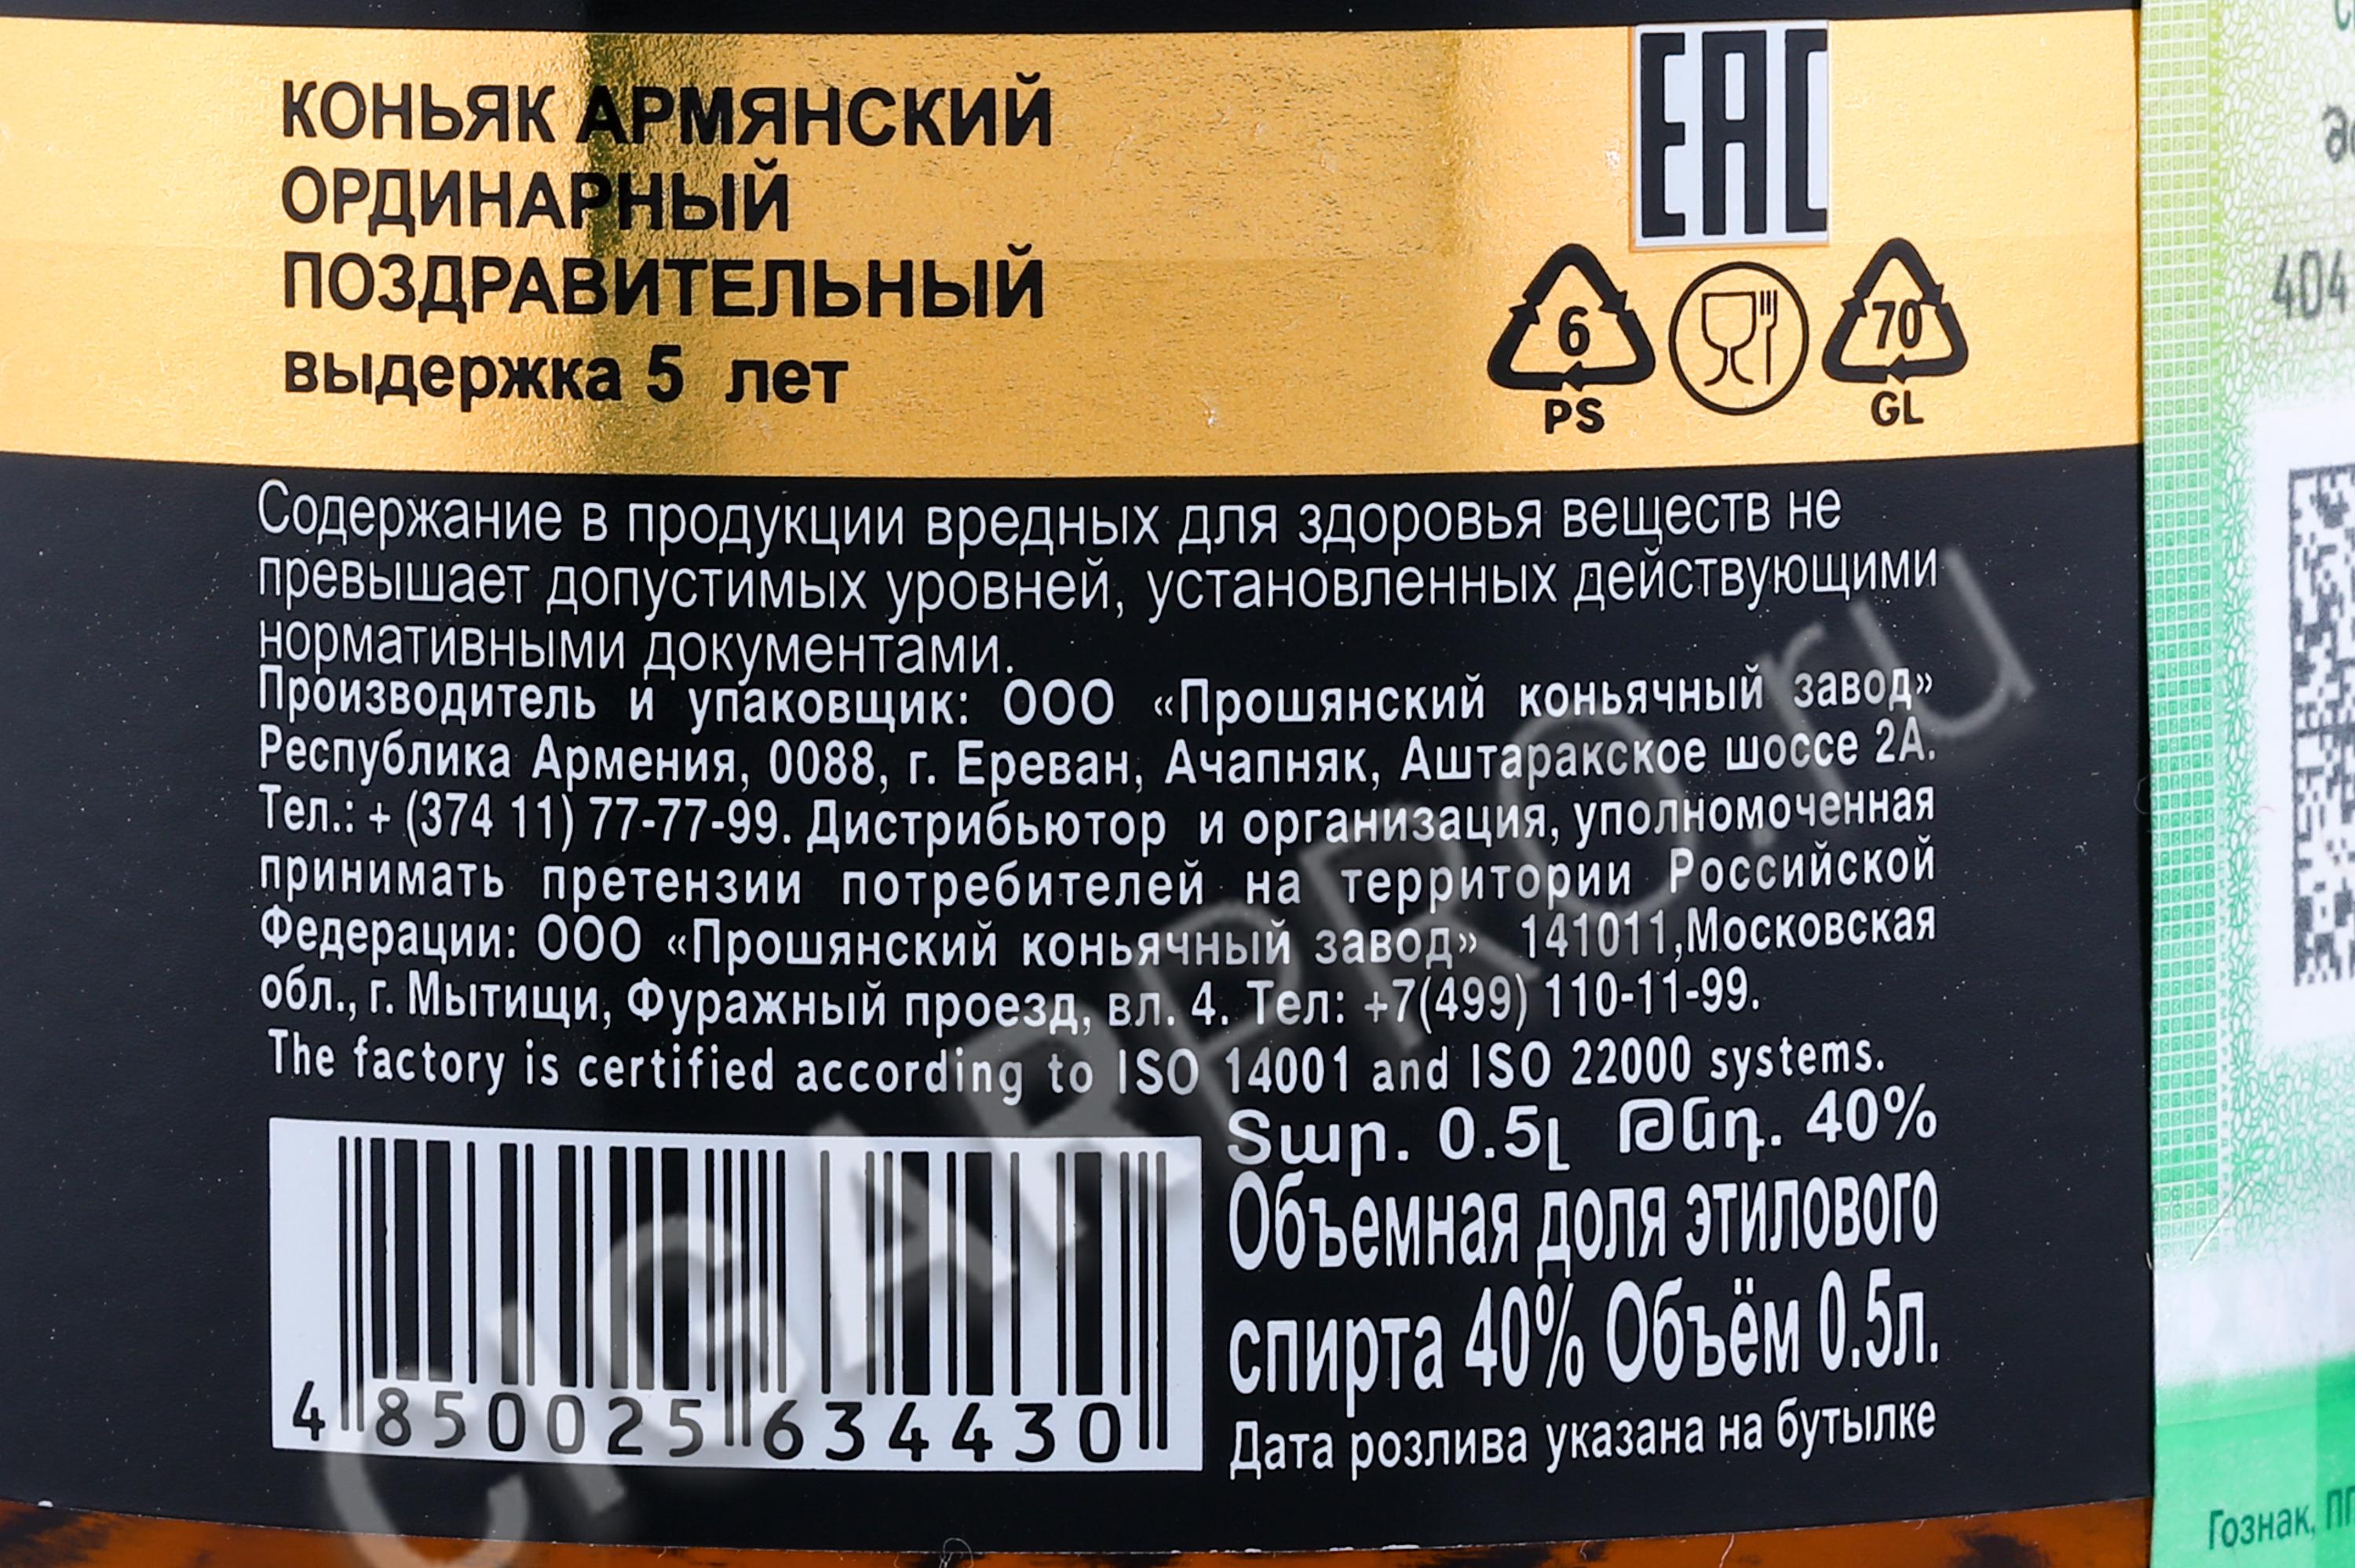 КОНЬЯК АРМЯНСКИЙ
ОРДИНАРНЫЙ
ПОЗДРАВИТЕЛЬНЫЙ
выдержка 5 лет
EAC
6
PS
70
GL
Содержание в продукции вредных для здоровья веществ не
превышает допустимых уровней, установленных действующими
нормативными документами.
Производитель и упаковщик: ООО «Прошянский коньячный завод»
Республика Армения, 0088, г. Ереван, Ачапняк, Аштаракское шоссе 2А.
Тел.: + (374 11) 77-77-99. Дистрибьютор и организация, уполномоченная
принимать претензии потребителей на территории Российской
Федерации: ООО «Прошянский коньячный завод» 141011,Московская
обл., г. Мытищи, Фуражный проезд, вл. 4. Тел: +7(499) 110-11-99.
The factory is certified according to ISO 14001 and ISO 22000 systems.
Տար. 0.5լ Թնդ. 40%
Объемная доля этилового
спирта 40% Объём 0.5л.
Дата розлива указана на бутылке
4 850025 634430
CIGARPRO.ru
404
Гознак,